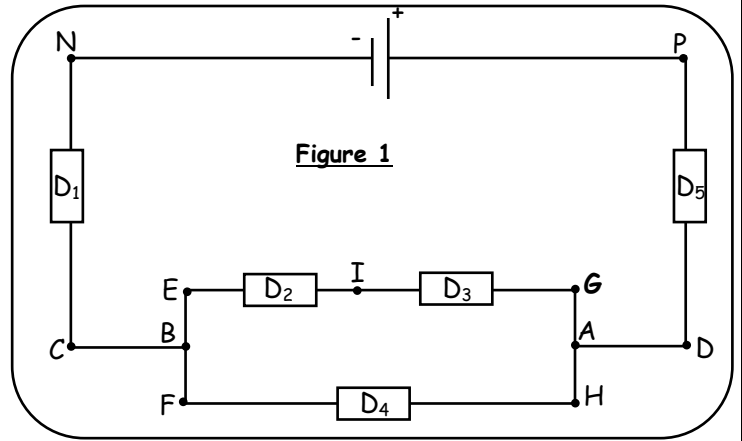 N - + P
Figure 1
D₁ D₅
E D₂ I D₃ G
C B A D
F D₄ H